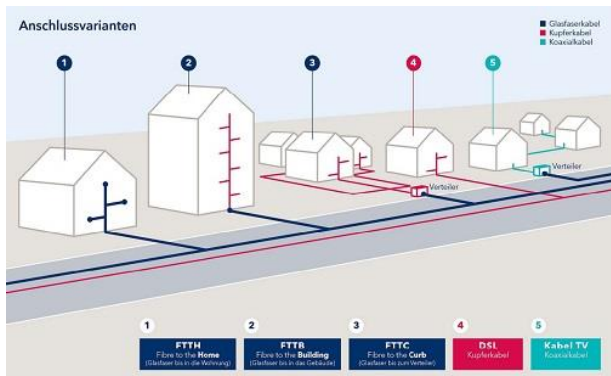 Anschlussvarianten
Glasfaserkabel
Kupferkabel
Koaxialkabel
1
2
3
4
5
Verteiler
Verteiler
1
FTTH
Fibre to the Home
(Glasfaser bis in die Wohnung)
2
FTTB
Fibre to the Building
(Glasfaser bis in das Gebäude)
3
FTTC
Fibre to the Curb
(Glasfaser bis zum Verteiler)
4
DSL
Kupferkabel
5
Kabel TV
Koaxialkabel